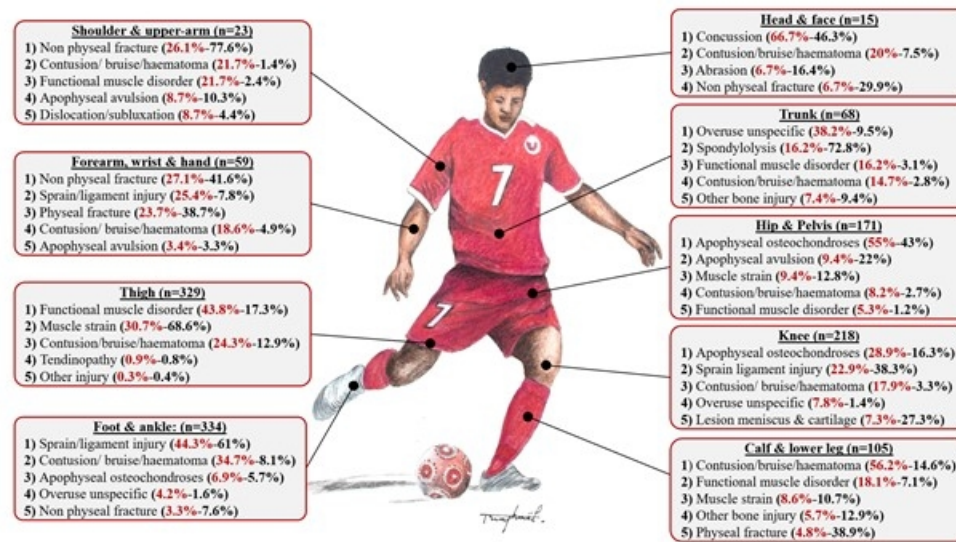 Shoulder & upper-arm (n=23)
1) Non physeal fracture (26.1%-77.6%)
2) Contusion/ bruise/haematoma (21.7%-1.4%)
3) Functional muscle disorder (21.7%-2.4%)
4) Apophyseal avulsion (8.7%-10.3%)
5) Dislocation/subluxation (8.7%-4.4%)
Forearm, wrist & hand (n=59)
1) Non physeal fracture (27.1%-41.6%)
2) Sprain/ligament injury (25.4%-7.8%)
3) Physeal fracture (23.7%-38.7%)
4) Contusion/ bruise/haematoma (18.6%-4.9%)
5) Apophyseal avulsion (3.4%-3.3%)
Thigh (n=329)
1) Functional muscle disorder (43.8%-17.3%)
2) Muscle strain (30.7%-68.6%)
3) Contusion/bruise/haematoma (24.3%-12.9%)
4) Tendinopathy (0.9%-0.8%)
5) Other injury (0.3%-0.4%)
Foot & ankle: (n=334)
1) Sprain/ligament injury (44.3%-61%)
2) Contusion/ bruise/haematoma (34.7%-8.1%)
3) Apophyseal osteochondroses (6.9%-5.7%)
4) Overuse unspecific (4.2%-1.6%)
5) Non physeal fracture (3.3%-7.6%)
7
7
Head & face (n=15)
1) Concussion (66.7%-46.3%)
2) Contusion/bruise/haematoma (20%-7.5%)
3) Abrasion (6.7%-16.4%)
4) Non physeal fracture (6.7%-29.9%)
Trunk (n=68)
1) Overuse unspecific (38.2%-9.5%)
2) Spondylolysis (16.2%-72.8%)
3) Functional muscle disorder (16.2%-3.1%)
4) Contusion/bruise/haematoma (14.7%-2.8%)
5) Other bone injury (7.4%-9.4%)
Hip & Pelvis (n=171)
1) Apophyseal osteochondroses (55%-43%)
2) Apophyseal avulsion (9.4%-22%)
3) Muscle strain (9.4%-12.8%)
4) Contusion/bruise/haematoma (8.2%-2.7%)
5) Functional muscle disorder (5.3%-1.2%)
Knee (n=218)
1) Apophyseal osteochondroses (28.9%-16.3%)
2) Sprain ligament injury (22.9%-38.3%)
3) Contusion/ bruise/haematoma (17.9%-3.3%)
4) Overuse unspecific (7.8%-1.4%)
5) Lesion meniscus & cartilage (7.3%-27.3%)
Calf & lower leg (n=105)
1) Contusion/bruise/haematoma (56.2%-14.6%)
2) Functional muscle disorder (18.1%-7.1%)
3) Muscle strain (8.6%-10.7%)
4) Other bone injury (5.7%-12.9%)
5) Physeal fracture (4.8%-38.9%)